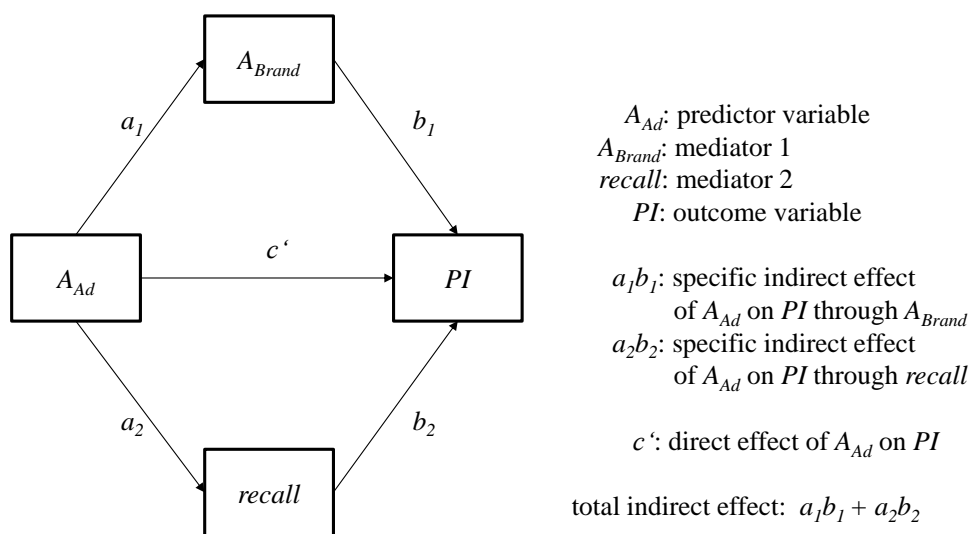 A_Brand
a_1
b_1
c‘
A_Ad
PI
a_2
b_2
recall
A_Ad: predictor variable
A_Brand: mediator 1
recall: mediator 2
PI: outcome variable
a_1b_1: specific indirect effect
of A_Ad on PI through A_Brand
a_2b_2: specific indirect effect
of A_Ad on PI through recall
c‘: direct effect of A_Ad on PI
total indirect effect: a_1b_1 + a_2b_2